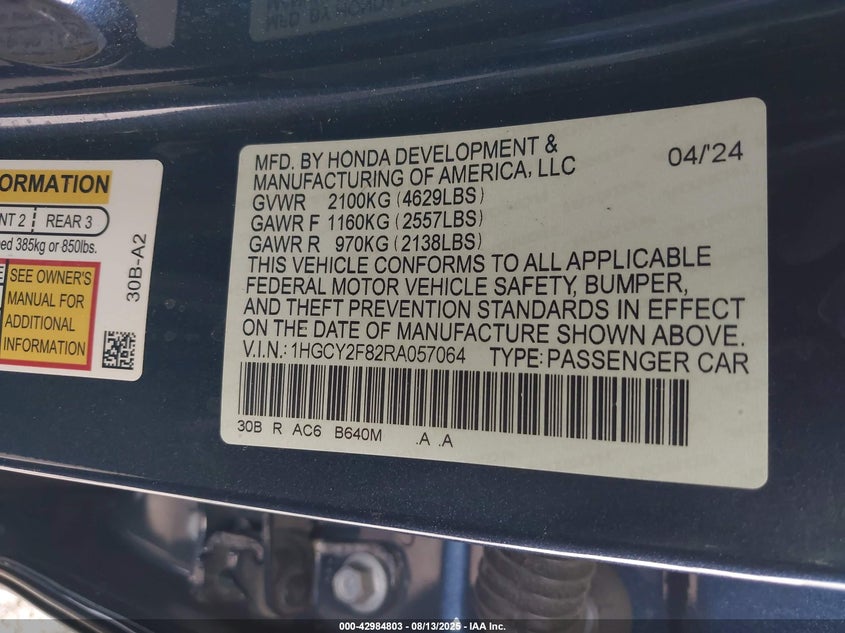 MFD. BY HONDA DEVELOPMENT &
MANUFACTURING OF AMERICA, LLC
04/'24
GVWR 2100KG (4629LBS)
GAWR F 1160KG (2557LBS)
GAWR R 970KG (2138LBS)
THIS VEHICLE CONFORMS TO ALL APPLICABLE
FEDERAL MOTOR VEHICLE SAFETY, BUMPER,
AND THEFT PREVENTION STANDARDS IN EFFECT
ON THE DATE OF MANUFACTURE SHOWN ABOVE.
V.I.N.: 1HGCY2F82RA057064 TYPE: PASSENGER CAR
30B R AC6 B640M .A .A
ORMATION
NT 2 REAR 3
ed 385kg or 850lbs.
SEE OWNER'S
MANUAL FOR
ADDITIONAL
INFORMATION
30B-A2
000-42984803 - 08/13/2025 - IAA Inc.